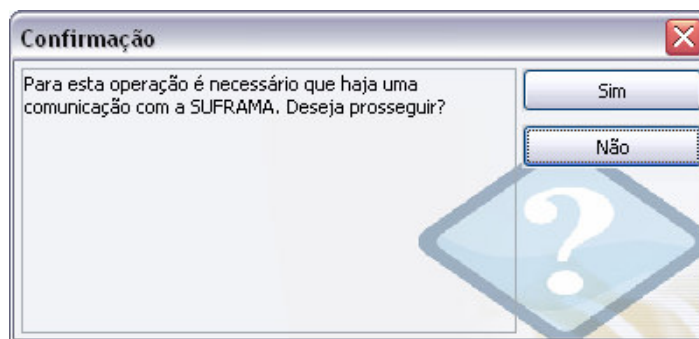 Confirmação
Para esta operação é necessário que haja uma
comunicação com a SUFRAMA. Deseja prosseguir?
Sim
Não